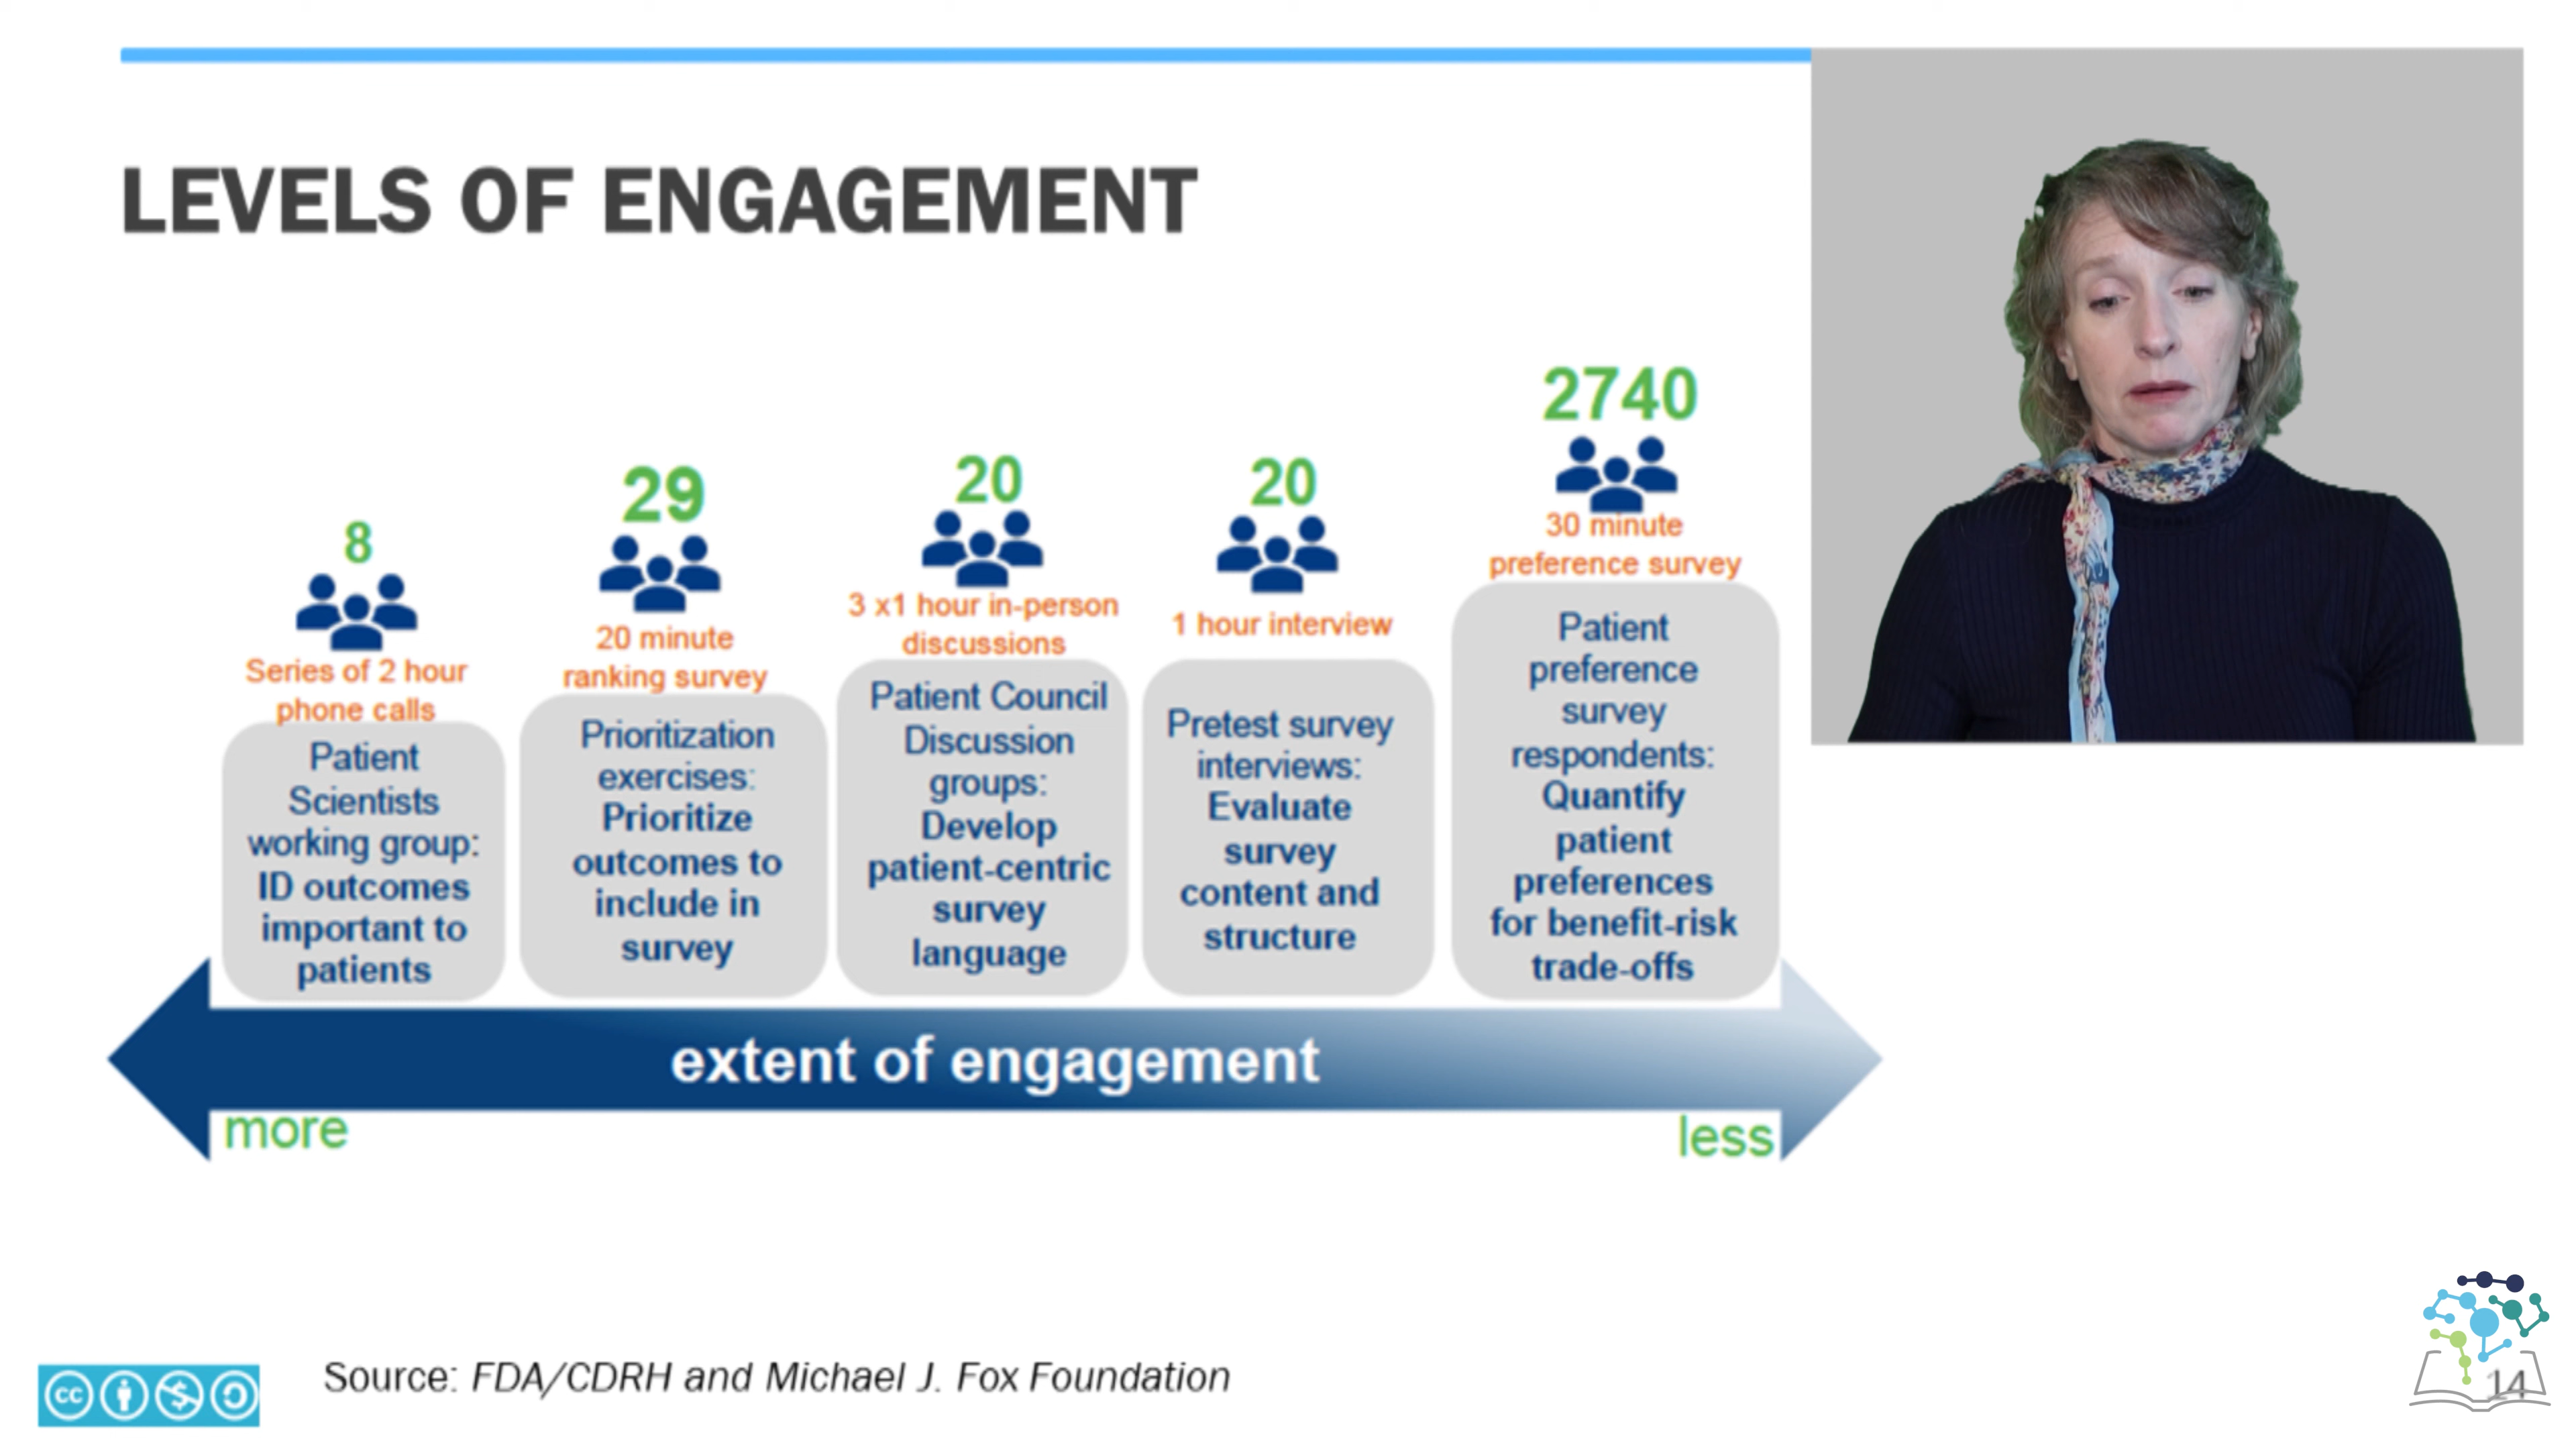 LEVELS OF ENGAGEMENT
8
Series of 2 hour
phone calls
Patient
Scientists
working group:
ID outcomes
important to
patients
29
20 minute
ranking survey
Prioritization
exercises:
Prioritize
outcomes to
include in
survey
20
3 x1 hour in-person
discussions
Patient Council
Discussion
groups:
Develop
patient-centric
survey
language
20
1 hour interview
Pretest survey
interviews:
Evaluate
survey
content and
structure
2740
30 minute
preference survey
Patient
preference
survey
respondents:
Quantify
patient
preferences
for benefit-risk
trade-offs
extent of engagement
more
less
cc
Source: FDA/CDRH and Michael J. Fox Foundation
14